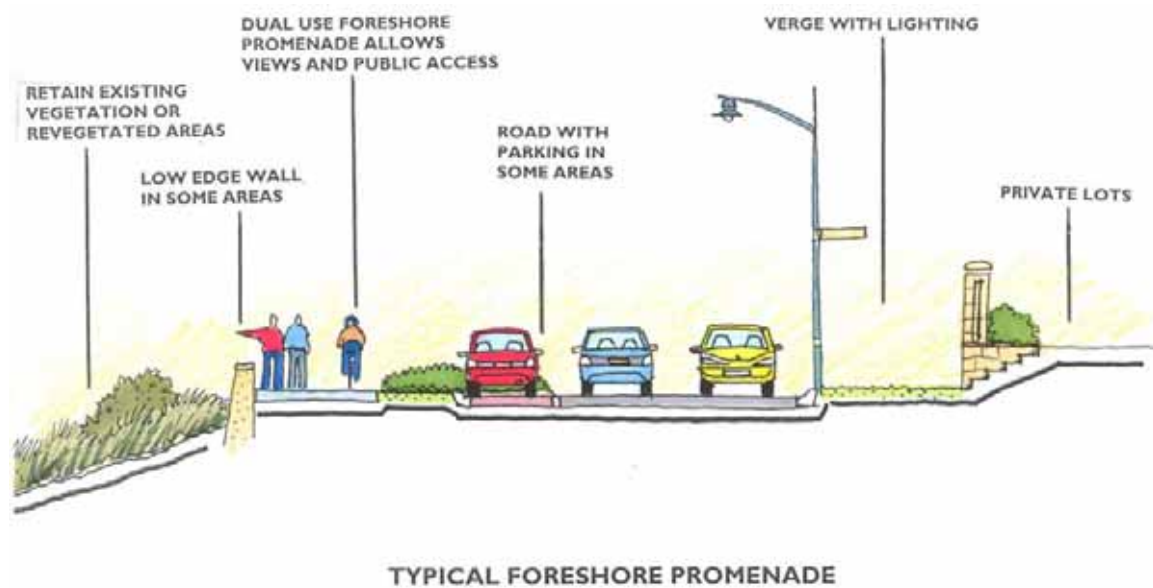 DUAL USE FORESHORE
PROMENADE ALLOWS
VIEWS AND PUBLIC ACCESS
VERGE WITH LIGHTING
RETAIN EXISTING
VEGETATION OR
REVEGETATED AREAS
LOW EDGE WALL
IN SOME AREAS
ROAD WITH
PARKING IN
SOME AREAS
PRIVATE LOTS
TYPICAL FORESHORE PROMENADE